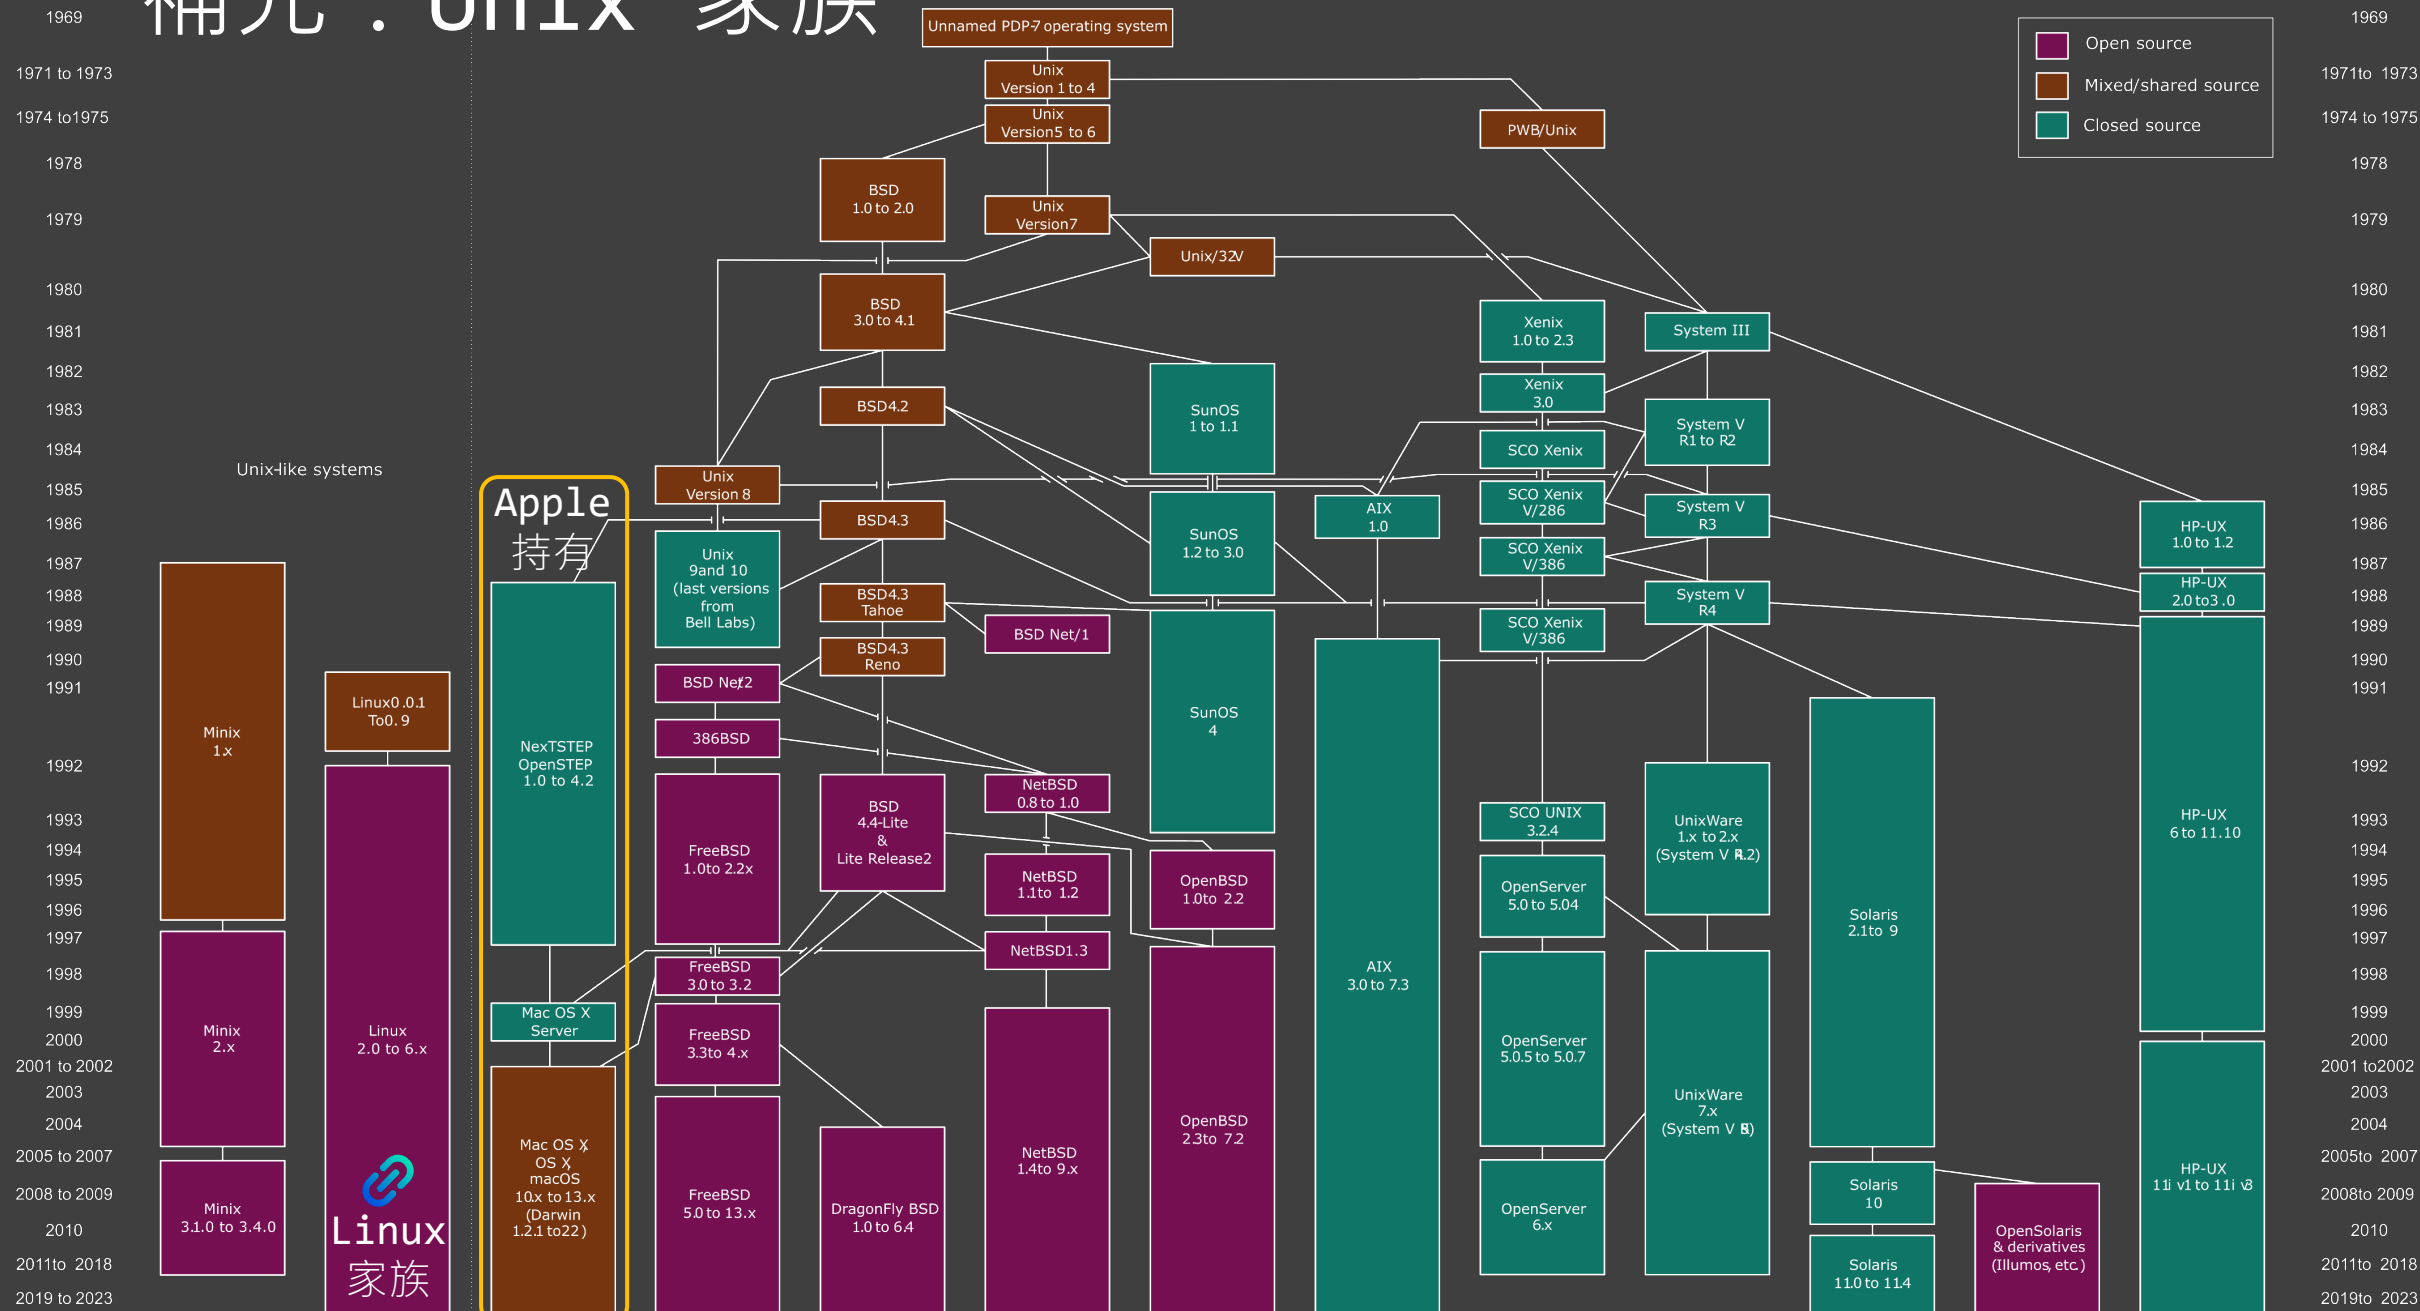 補充：Unix 家族
1969
1971 to 1973
1974 to1975
1978
1979
1980
1981
1982
1983
1984
1985
1986
1987
1988
1989
1990
1991
1992
1993
1994
1995
1996
1997
1998
1999
2000
2001 to 2002
2003
2004
2005 to 2007
2008 to 2009
2010
2011to 2018
2019 to 2023
Unix-like systems
Minix
1.x
Minix
2.x
Minix
3.1.0 to 3.4.0
Linux0.0.1
To0.9
Linux
2.0 to 6.x
Linux
家族
Apple
持有
NexTSTEP
OpenSTEP
1.0 to 4.2
Mac OS X
Server
Mac OS X,
OS X,
macOS
10.x to 13.x
(Darwin
1.2.1 to22)
Unix
Version 8
Unix
9and 10
(last versions
from
Bell Labs)
BSD Net/2
386BSD
FreeBSD
1.0to 2.2x
FreeBSD
3.0 to 3.2
FreeBSD
3.3to 4.x
FreeBSD
5.0 to 13.x
BSD
1.0 to 2.0
BSD
3.0 to 4.1
BSD4.2
BSD4.3
BSD4.3
Tahoe
BSD4.3
Reno
BSD
4.4-Lite
&
Lite Release2
DragonFly BSD
1.0 to 6.4
Unnamed PDP-7 operating system
Unix
Version 1 to 4
Unix
Version5 to 6
Unix
Version7
BSD Net/1
NetBSD
0.8 to 1.0
NetBSD
1.1to 1.2
NetBSD1.3
NetBSD
1.4to 9.x
Unix/32V
SunOS
1 to 1.1
SunOS
1.2 to 3.0
SunOS
4
OpenBSD
1.0to 2.2
OpenBSD
2.3to 7.2
AIX
1.0
AIX
3.0 to 7.3
PWB/Unix
Xenix
1.0 to 2.3
Xenix
3.0
SCO Xenix
SCO Xenix
V/286
SCO Xenix
V/386
SCO Xenix
V/386
SCO UNIX
3.2.4
OpenServer
5.0 to 5.04
OpenServer
5.0.5 to 5.0.7
OpenServer
6.x
System III
System V
R1 to R2
System V
R3
System V
R4
UnixWare
1.x to 2.x
(System V R4.2)
UnixWare
7.x
(System V R5)
Solaris
2.1to 9
Solaris
10
Solaris
11.0 to 11.4
OpenSolaris
& derivatives
(Illumos, etc.)
HP-UX
1.0 to 1.2
HP-UX
2.0 to3.0
HP-UX
6 to 11.10
HP-UX
11i v1 to 11i v3
Open source
Mixed/shared source
Closed source
1969
1971to 1973
1974 to 1975
1978
1979
1980
1981
1982
1983
1984
1985
1986
1987
1988
1989
1990
1991
1992
1993
1994
1995
1996
1997
1998
1999
2000
2001 to2002
2003
2004
2005to 2007
2008to 2009
2010
2011to 2018
2019to 2023